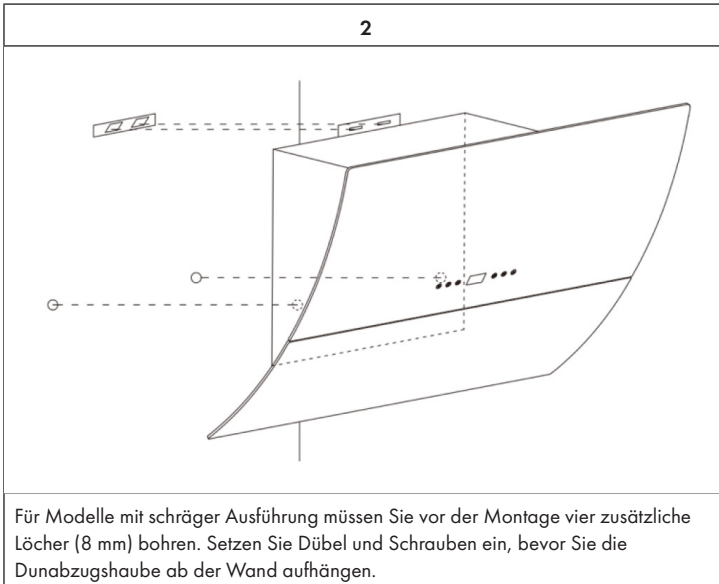 2
Für Modelle mit schräger Ausführung müssen Sie vor der Montage vier zusätzliche
Löcher (8 mm) bohren. Setzen Sie Dübel und Schrauben ein, bevor Sie die
Dunabzugshaube ab der Wand aufhängen.